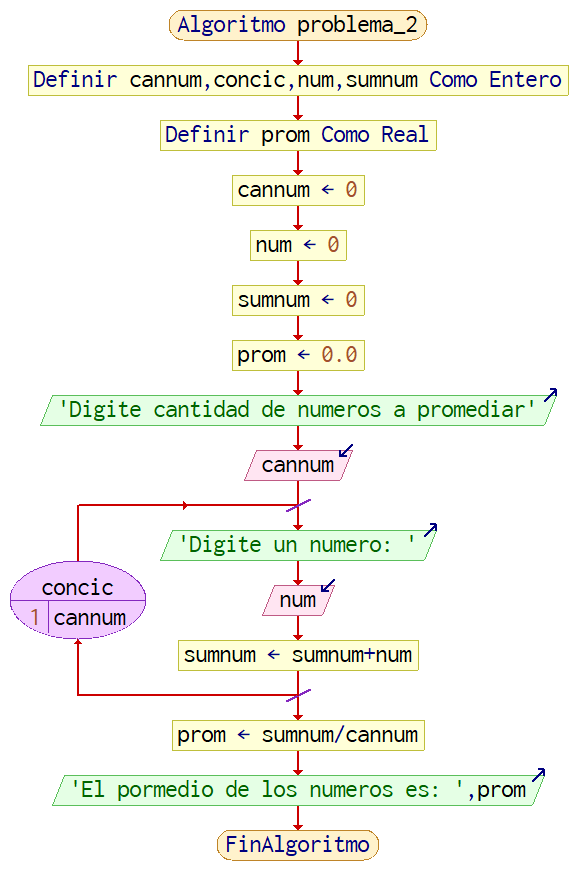 Algoritmo problema_2
Definir cannum,concic,num,sumnum Como Entero
Definir prom Como Real
cannum ← 0
num ← 0
sumnum ← 0
prom ← 0.0
'Digite cantidad de numeros a promediar'
cannum
'Digite un numero: '
concic
1 cannum
num
sumnum ← sumnum+num
prom ← sumnum/cannum
'El pormedio de los numeros es: ',prom
FinAlgoritmo